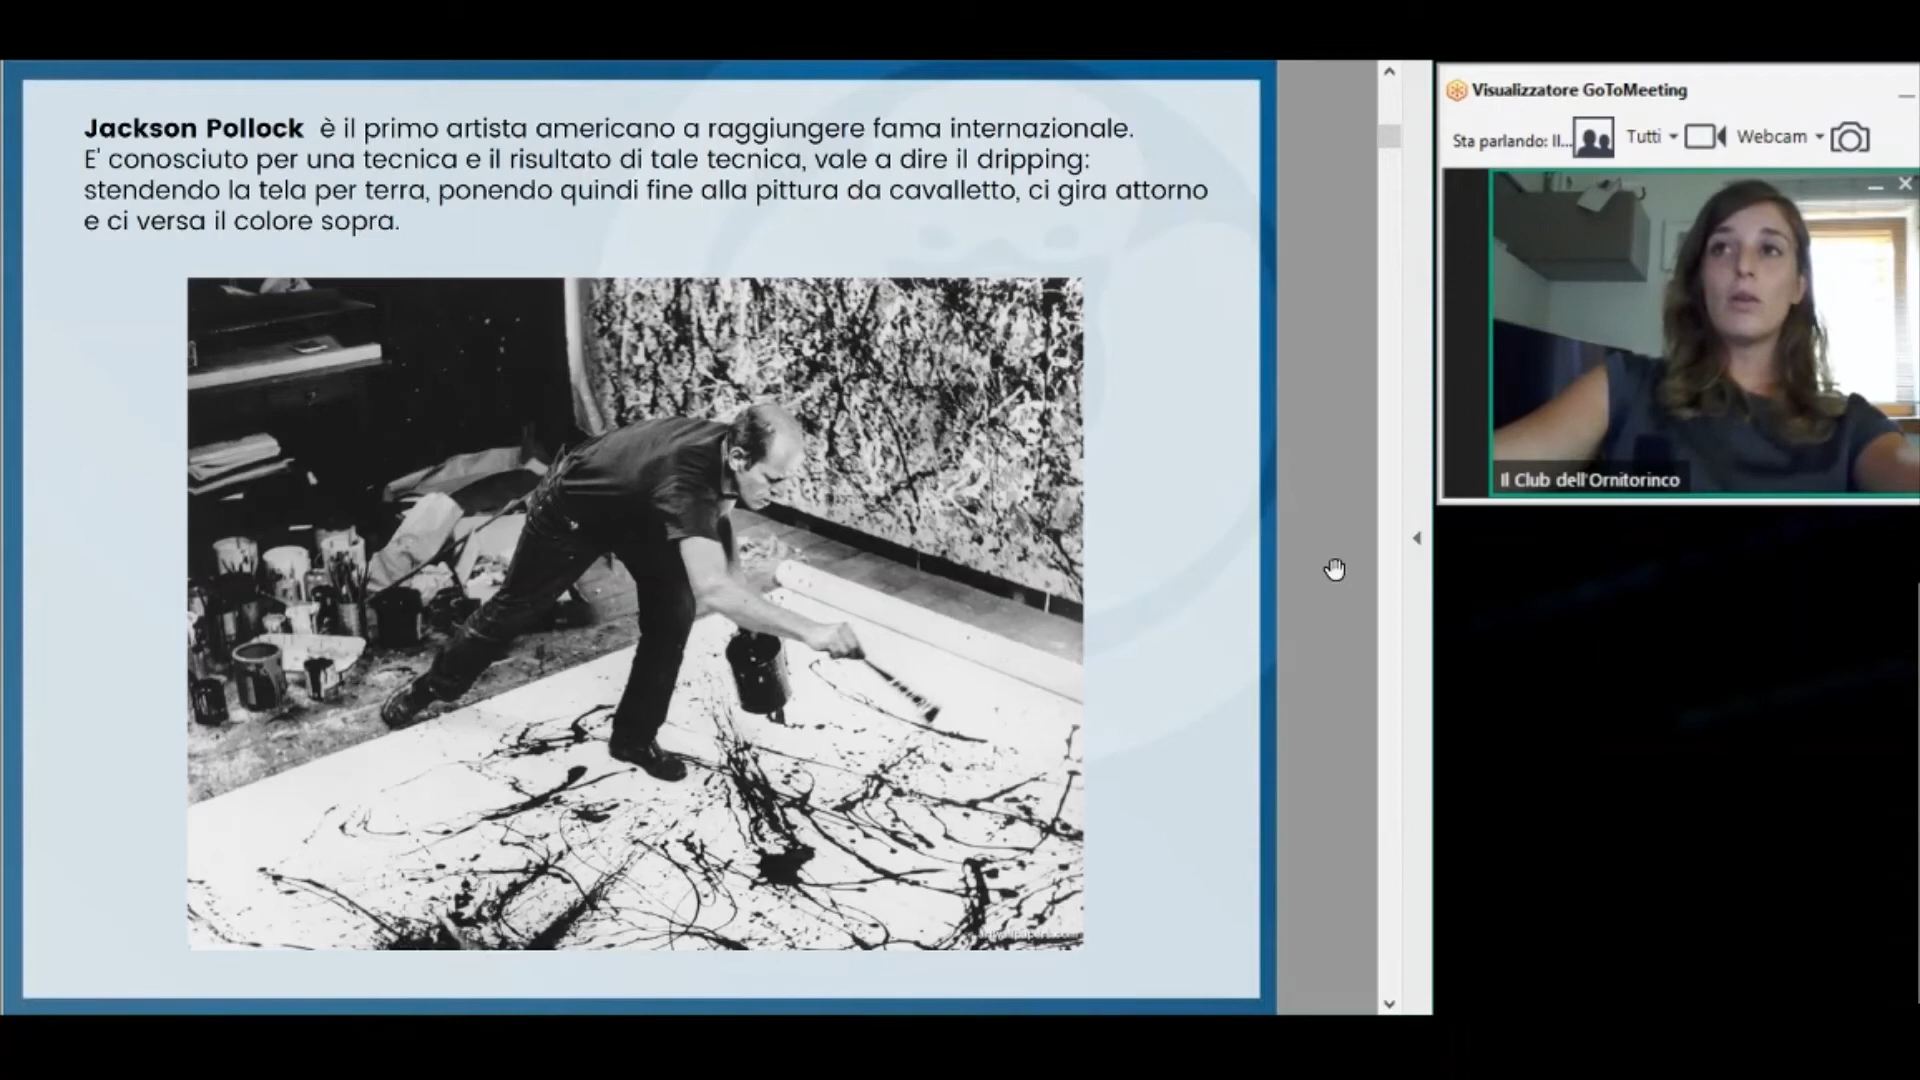 Jackson Pollock è il primo artista americano a raggiungere fama internazionale.
E' conosciuto per una tecnica e il risultato di tale tecnica, vale a dire il dripping:
stendendo la tela per terra, ponendo quindi fine alla pittura da cavalletto, ci gira attorno
e ci versa il colore sopra.
Visualizzatore GoToMeeting
Sta parlando: Il...
Tutti
Webcam
Il Club dell'Ornitorinco